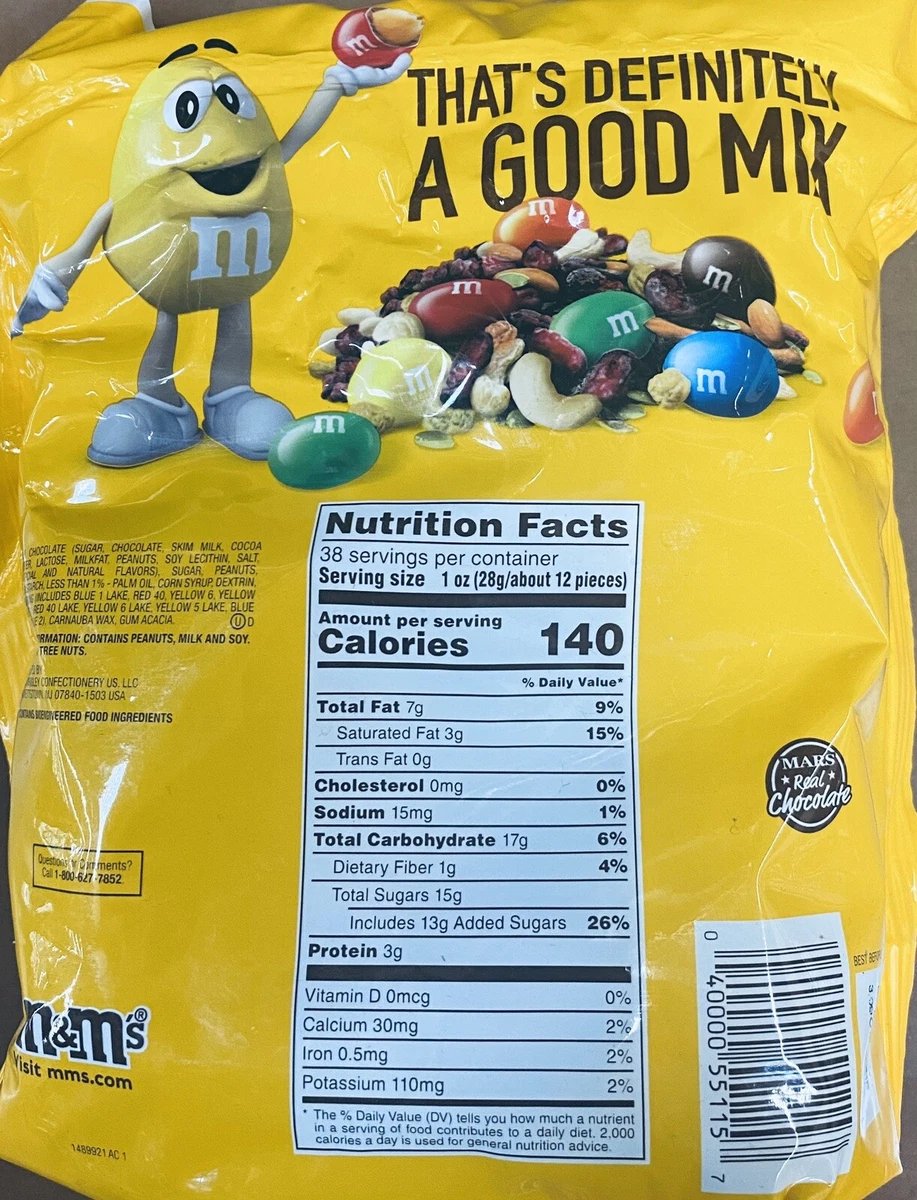 m
m
THAT'S DEFINITELY
A GOOD MIX
m
m
m
m
m
m
m
CHOCOLATE (SUGAR, CHOCOLATE, SKIM MILK, COCOA
LACTOSE, MILKFAT, PEANUTS, SOY LECITHIN, SALT,
AND NATURAL FLAVORS), SUGAR, PEANUTS,
LESS THAN 1% - PALM OIL, CORN SYRUP, DEXTRIN,
INCLUDES BLUE 1 LAKE, RED 40, YELLOW 6, YELLOW
RED 40 LAKE, YELLOW 6 LAKE, YELLOW 5 LAKE, BLUE
2), CARNAUBA WAX, GUM ACACIA. U D
CONTAINS PEANUTS, MILK AND SOY.
TREE NUTS.
BY
CONFECTIONERY US, LLC
NJ 07840-1503 USA
FOOD INGREDIENTS
Questions or Comments?
Call 1-800-627-7852.
m&m's®
Visit mms.com
1489921 AC 1
Nutrition Facts
38 servings per container
Serving size 1 oz (28g/about 12 pieces)
Amount per serving
Calories 140
% Daily Value*
Total Fat 7g 9%
Saturated Fat 3g 15%
Trans Fat 0g
Cholesterol 0mg 0%
Sodium 15mg 1%
Total Carbohydrate 17g 6%
Dietary Fiber 1g 4%
Total Sugars 15g
Includes 13g Added Sugars 26%
Protein 3g
Vitamin D 0mcg 0%
Calcium 30mg 2%
Iron 0.5mg 2%
Potassium 110mg 2%
* The % Daily Value (DV) tells you how much a nutrient
in a serving of food contributes to a daily diet. 2,000
calories a day is used for general nutrition advice.
MARS
Real
Chocolate
0 40000 55115 7
BEST